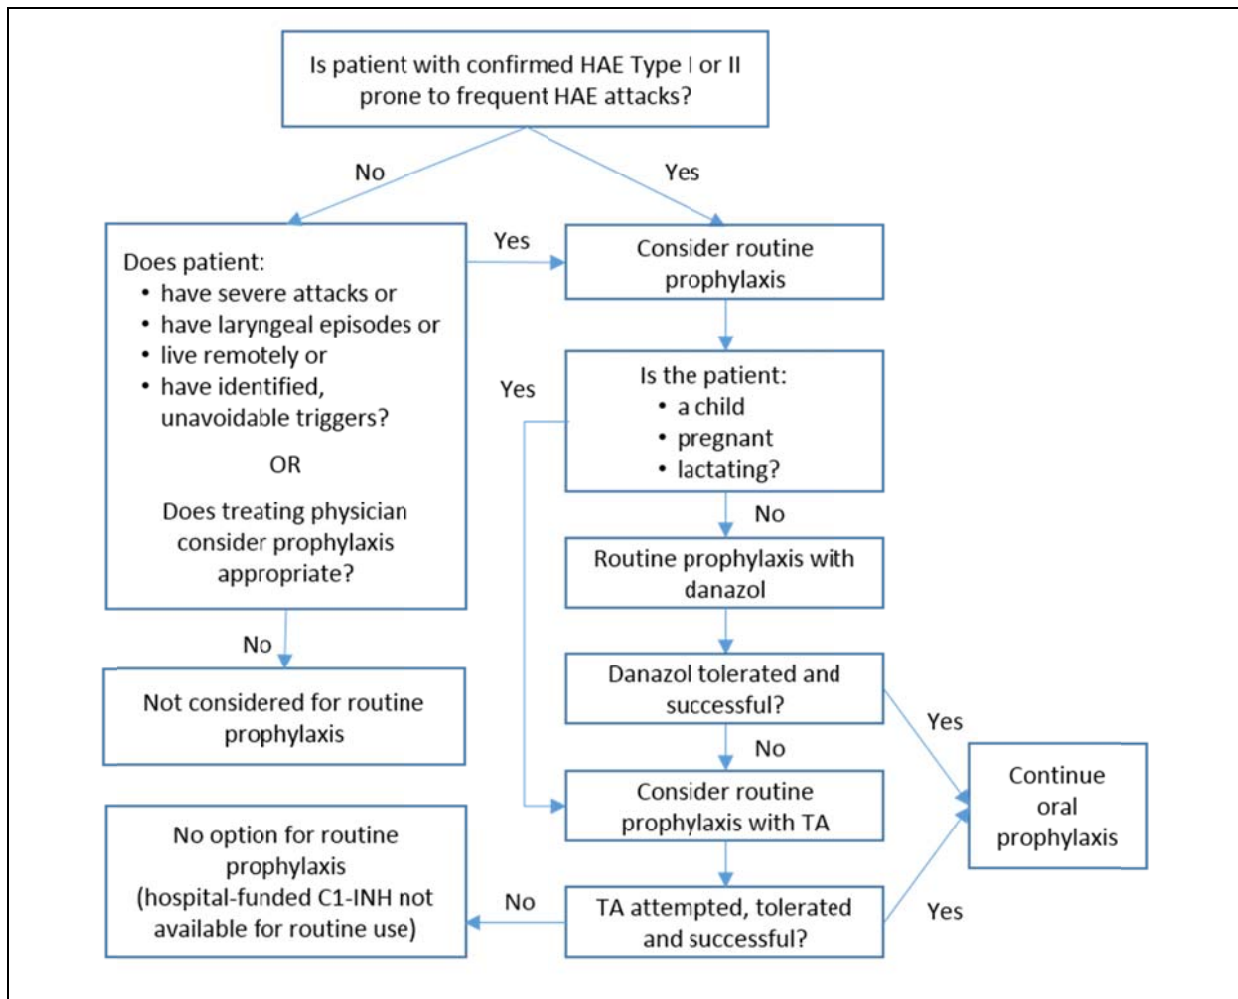 Is patient with confirmed HAE Type I or II
prone to frequent HAE attacks?
No
Yes
Does patient:
• have severe attacks or
• have laryngeal episodes or
• live remotely or
• have identified,
unavoidable triggers?
OR
Does treating physician
consider prophylaxis
appropriate?
Yes
Consider routine
prophylaxis
Yes
Is the patient:
• a child
• pregnant
• lactating?
No
Routine prophylaxis with
danazol
No
Not considered for routine
prophylaxis
Danazol tolerated and
successful?
Yes
No
Continue
oral
prophylaxis
Consider routine
prophylaxis with TA
No option for routine
prophylaxis
(hospital-funded C1-INH not
available for routine use)
No
TA attempted, tolerated
and successful?
Yes